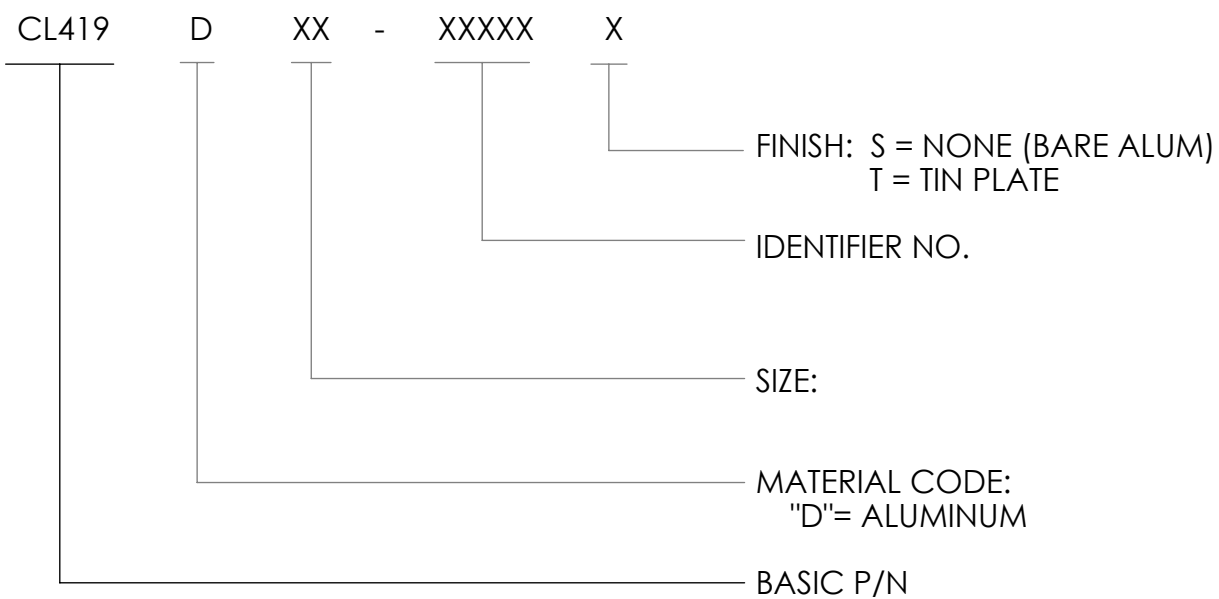 CL419 D XX - XXXXX X
FINISH: S = NONE (BARE ALUM)
T = TIN PLATE
IDENTIFIER NO.
SIZE:
MATERIAL CODE:
"D"= ALUMINUM
BASIC P/N